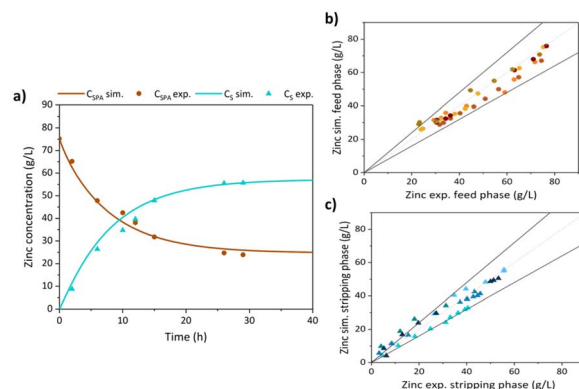 a)
C_SPA sim. C_SPA exp. C_S sim. C_S exp.
Zinc concentration (g/L)
90
80
70
60
50
40
30
20
10
0
0 10 20 30 40
Time (h)
b)
Zinc sim. feed phase (g/L)
80
60
40
20
0
0 20 40 60 80
Zinc exp. feed phase (g/L)
c)
Zinc sim. stripping phase (g/L)
80
60
40
20
0
0 20 40 60 80
Zinc exp. stripping phase (g/L)